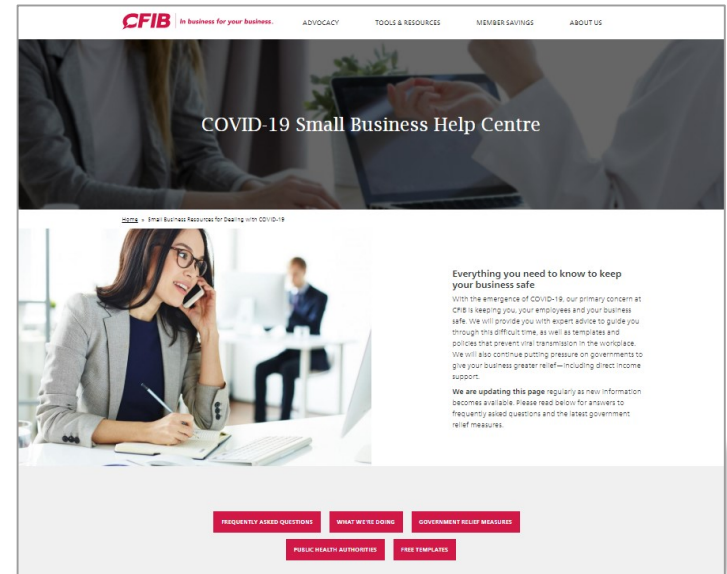 CFIB In business for your business. ADVOCACY TOOLS & RESOURCES MEMBER SAVINGS ABOUT US
COVID-19 Small Business Help Centre
Home » Small Business Resources for Dealing with COVID-19
Everything you need to know to keep
your business safe
With the emergence of COVID-19, our primary concern at
CFIB is keeping you, your employees and your business
safe. We will provide you with expert advice to guide you
through this difficult time, as well as templates and
policies that prevent viral transmission in the workplace.
We will also continue putting pressure on governments to
give your business greater relief—including direct income
support.
We are updating this page regularly as new information
becomes available. Please read below for answers to
frequently asked questions and the latest government
relief measures.
FREQUENTLY ASKED QUESTIONS WHAT WE'RE DOING GOVERNMENT RELIEF MEASURES
PUBLIC HEALTH AUTHORITIES FREE TEMPLATES